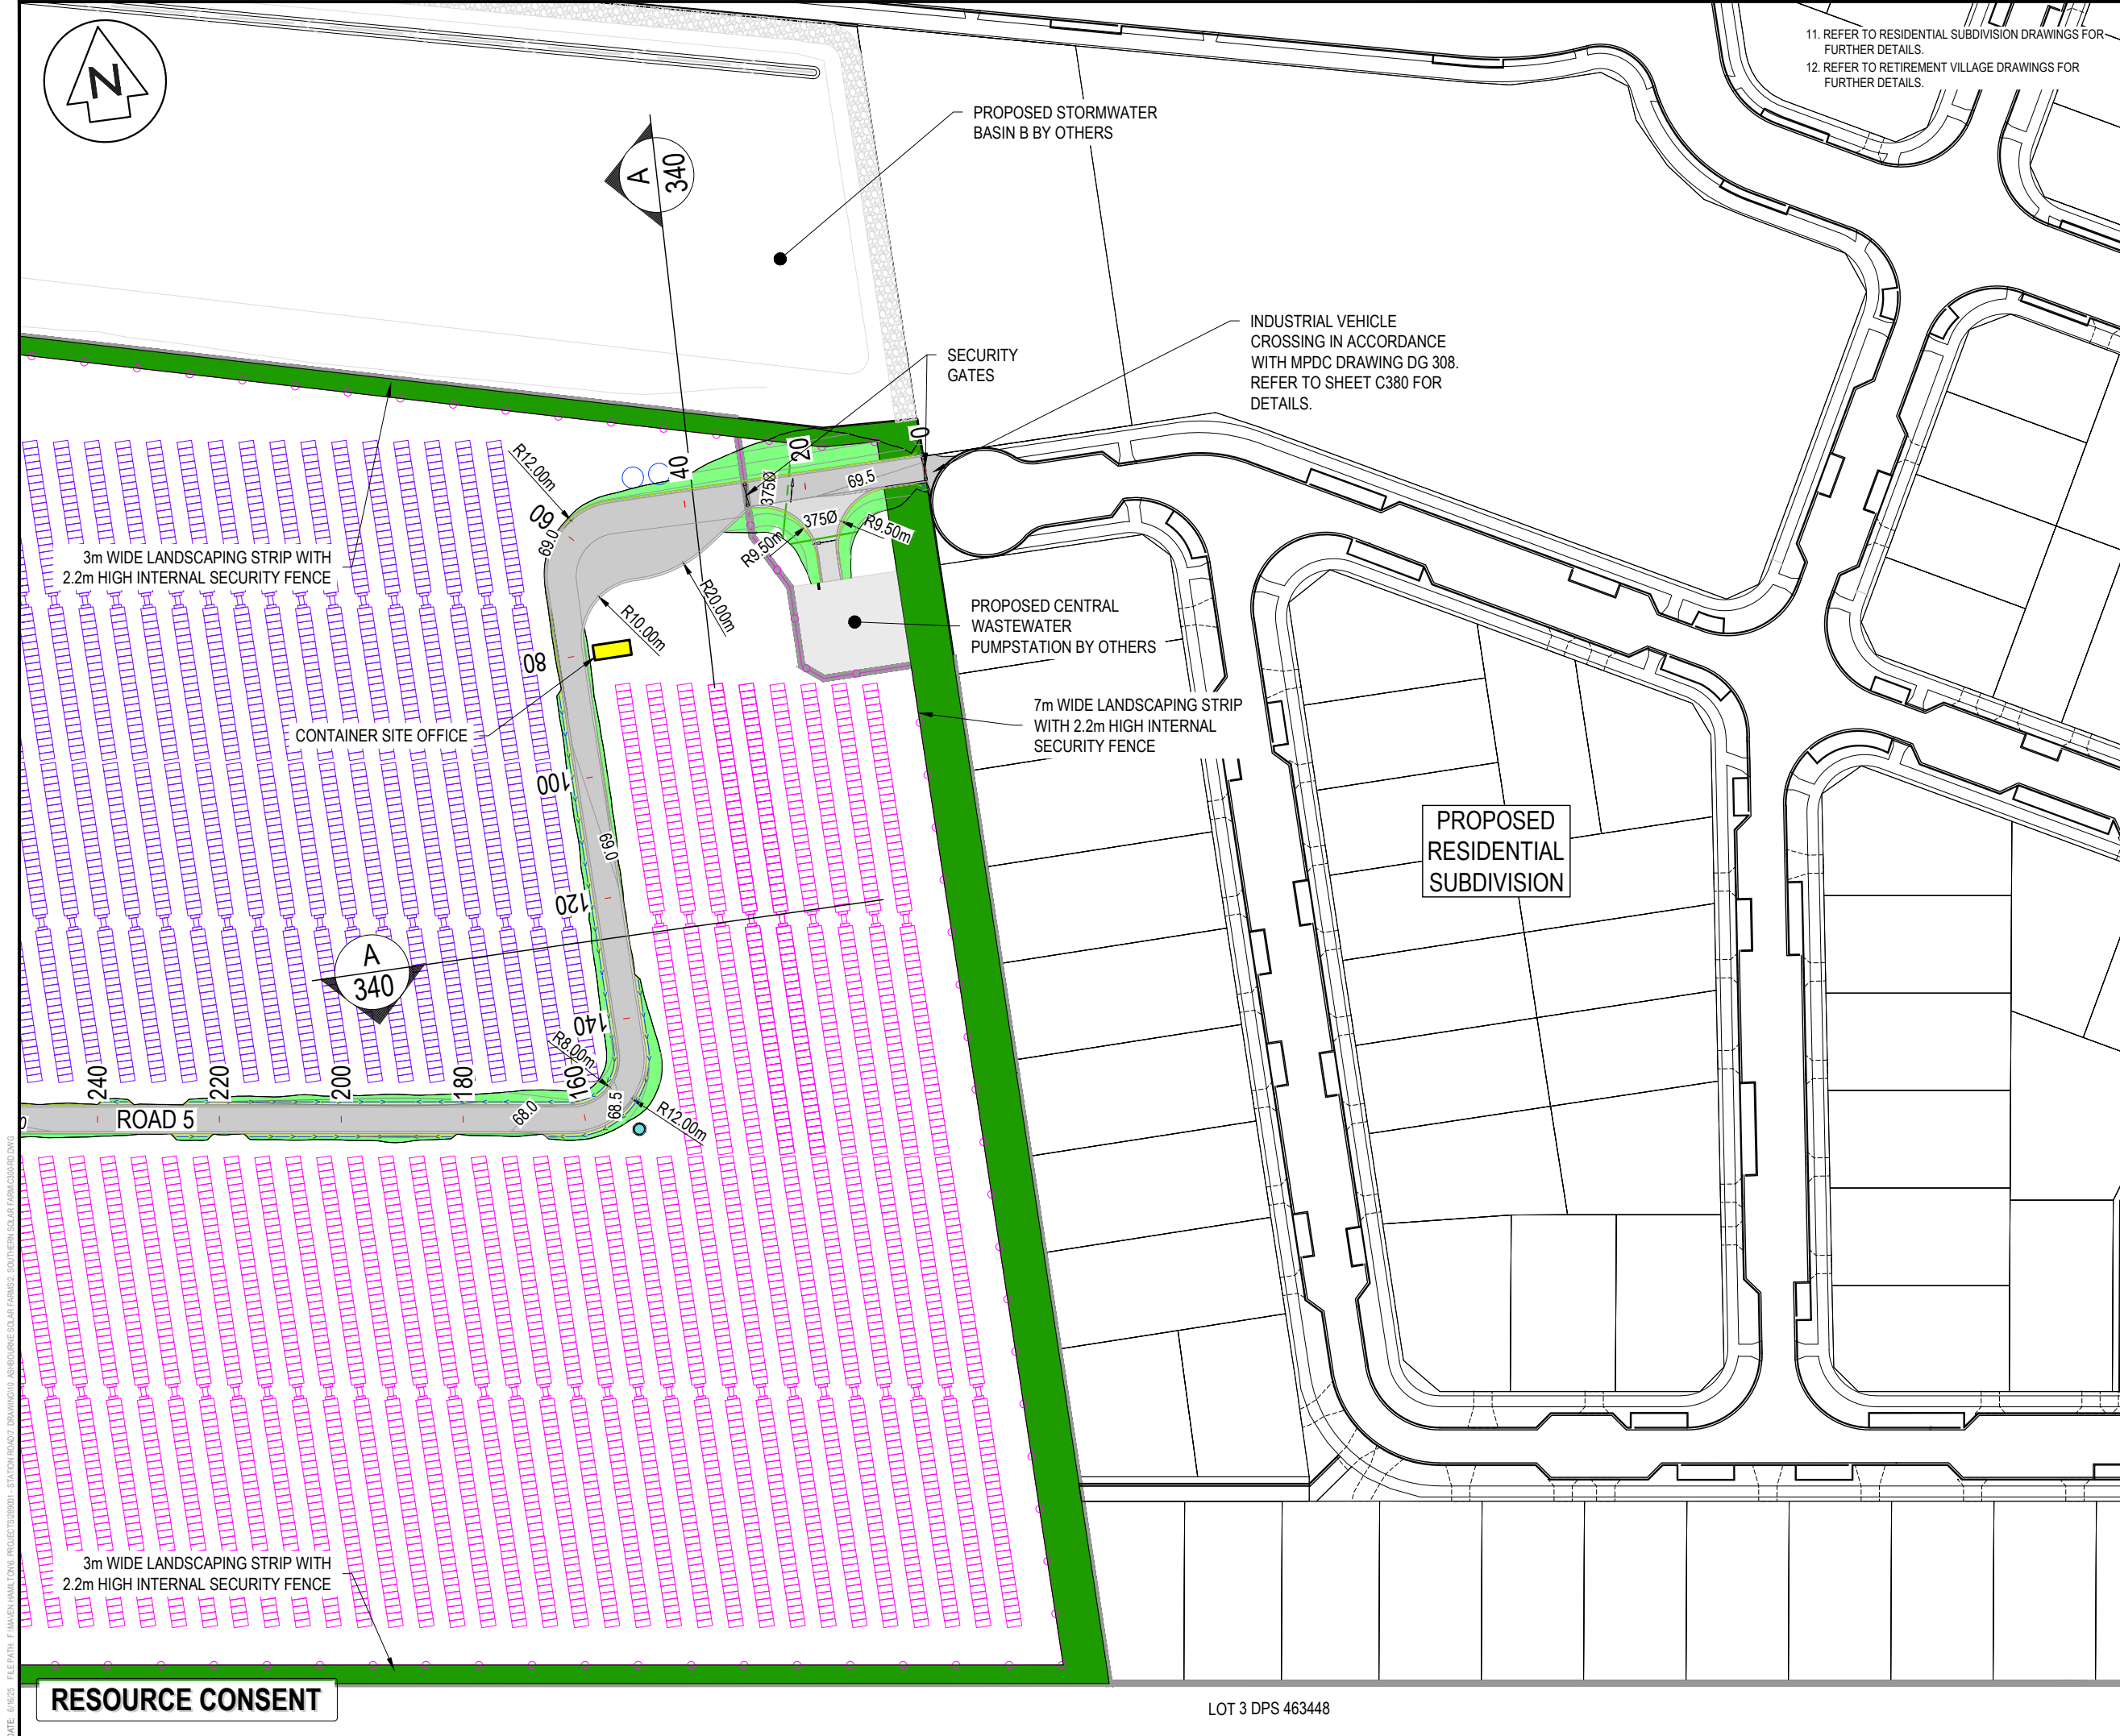 N
11. REFER TO RESIDENTIAL SUBDIVISION DRAWINGS FOR
FURTHER DETAILS.
12. REFER TO RETIREMENT VILLAGE DRAWINGS FOR
FURTHER DETAILS.
PROPOSED STORMWATER
BASIN B BY OTHERS
A
340
INDUSTRIAL VEHICLE
CROSSING IN ACCORDANCE
WITH MPDC DRAWING DG 308.
REFER TO SHEET C380 FOR
DETAILS.
SECURITY
GATES
0
20
40
60
80
100
120
140
160
180
200
220
240
R12.00m
375Ø
69.5
375Ø
R9.50m
R9.50m
69.0
R20.00m
R10.00m
3m WIDE LANDSCAPING STRIP WITH
2.2m HIGH INTERNAL SECURITY FENCE
PROPOSED CENTRAL
WASTEWATER
PUMPSTATION BY OTHERS
7m WIDE LANDSCAPING STRIP
WITH 2.2m HIGH INTERNAL
SECURITY FENCE
CONTAINER SITE OFFICE
69.0
PROPOSED
RESIDENTIAL
SUBDIVISION
A
340
R8.00m
ROAD 5
68.0
68.5
R12.00m
3m WIDE LANDSCAPING STRIP WITH
2.2m HIGH INTERNAL SECURITY FENCE
RESOURCE CONSENT
LOT 3 DPS 463448